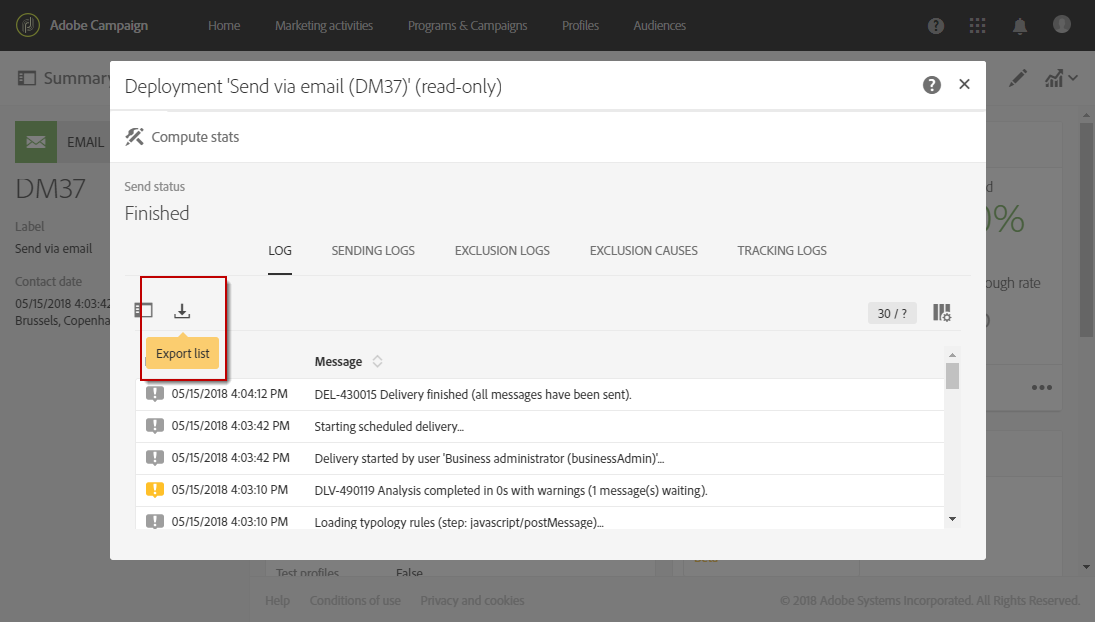 Adobe Campaign
Home
Marketing activities
Programs & Campaigns
Profiles
Audiences
Summary
Deployment 'Send via email (DM37)' (read-only)
Compute stats
EMAIL
DM37
Label
Send via email
Contact date
05/15/2018 4:03:42
Brussels, Copenha
Send status
Finished
LOG
SENDING LOGS
EXCLUSION LOGS
EXCLUSION CAUSES
TRACKING LOGS
0%
ough rate
30 / ?
Export list
Message
05/15/2018 4:04:12 PM DEL-430015 Delivery finished (all messages have been sent).
05/15/2018 4:03:42 PM Starting scheduled delivery...
05/15/2018 4:03:42 PM Delivery started by user 'Business administrator (businessAdmin)'...
05/15/2018 4:03:10 PM DLV-490119 Analysis completed in 0s with warnings (1 message(s) waiting).
05/15/2018 4:03:10 PM Loading typology rules (step: javascript/postMessage)...
Test profiles False
Help
Conditions of use
Privacy and cookies
© 2018 Adobe Systems Incorporated. All Rights Reserved.